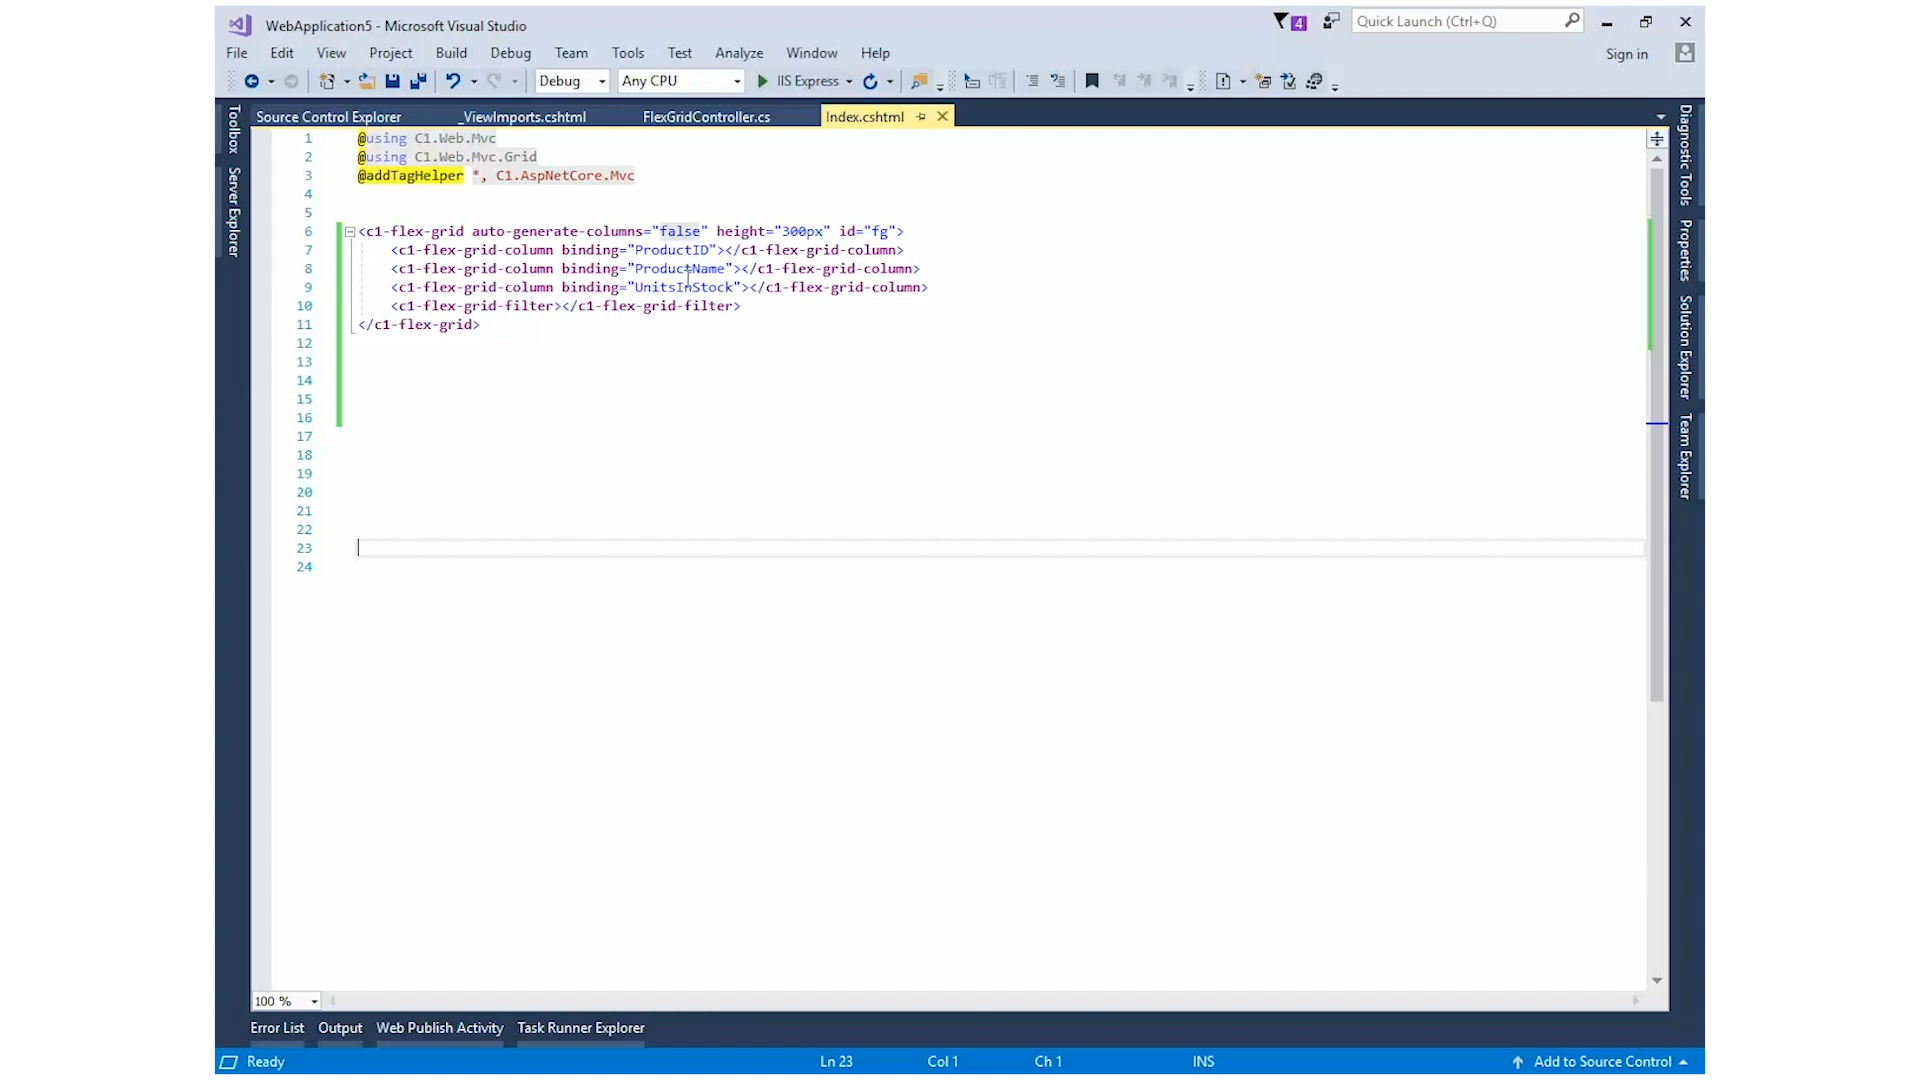 WebApplication5 - Microsoft Visual Studio
4
Quick Launch (Ctrl+Q)
File Edit View Project Build Debug Team Tools Test Analyze Window Help
Sign in
Debug Any CPU IIS Express
Source Control Explorer _ViewImports.cshtml FlexGridController.cs Index.cshtml
Toolbox
Server Explorer
1 @using C1.Web.Mvc
2 @using C1.Web.Mvc.Grid
3 @addTagHelper *, C1.AspNetCore.Mvc
4
5
6 <c1-flex-grid auto-generate-columns="false" height="300px" id="fg">
7 <c1-flex-grid-column binding="ProductID"></c1-flex-grid-column>
8 <c1-flex-grid-column binding="ProductName"></c1-flex-grid-column>
9 <c1-flex-grid-column binding="UnitsInStock"></c1-flex-grid-column>
10 <c1-flex-grid-filter></c1-flex-grid-filter>
11 </c1-flex-grid>
12
13
14
15
16
17
18
19
20
21
22
23
24
Diagnostic Tools
Properties
Solution Explorer
Team Explorer
100 %
Error List Output Web Publish Activity Task Runner Explorer
Ready Ln 23 Col 1 Ch 1 INS Add to Source Control